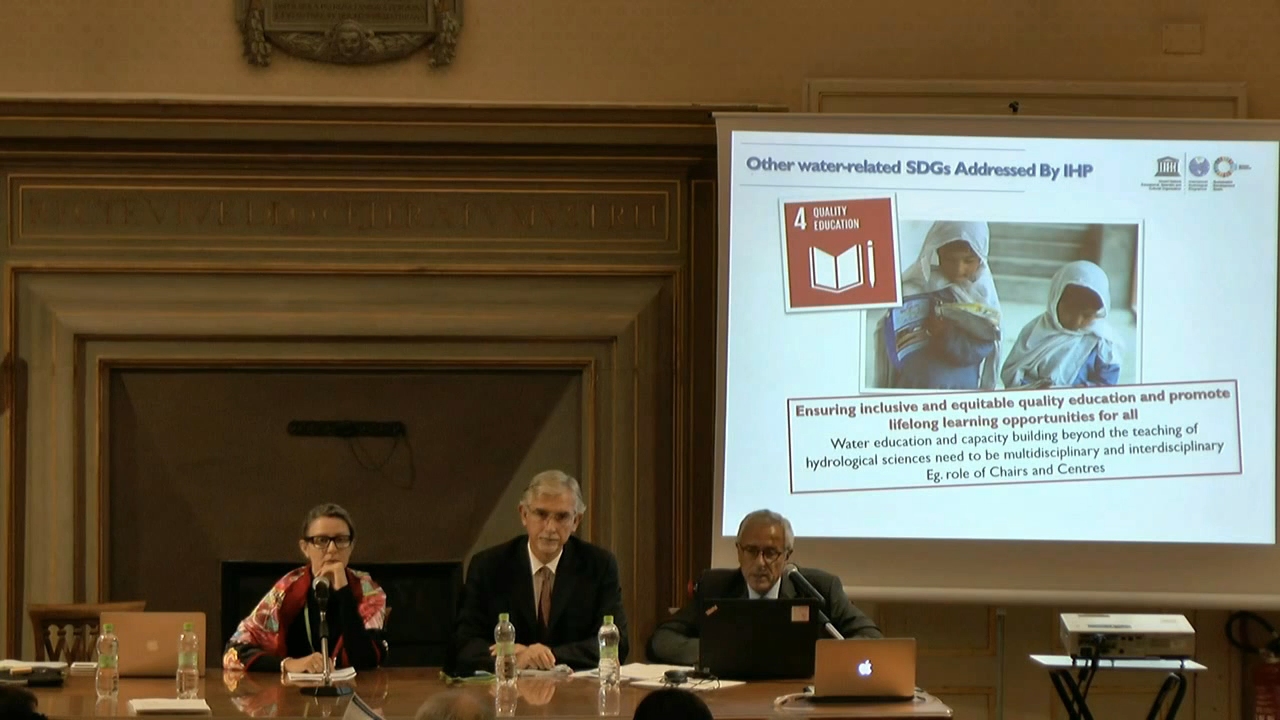 Other water-related SDGs Addressed By IHP
4 QUALITY
EDUCATION
Ensuring inclusive and equitable quality education and promote
lifelong learning opportunities for all
Water education and capacity building beyond the teaching of
hydrological sciences need to be multidisciplinary and interdisciplinary
Eg. role of Chairs and Centres